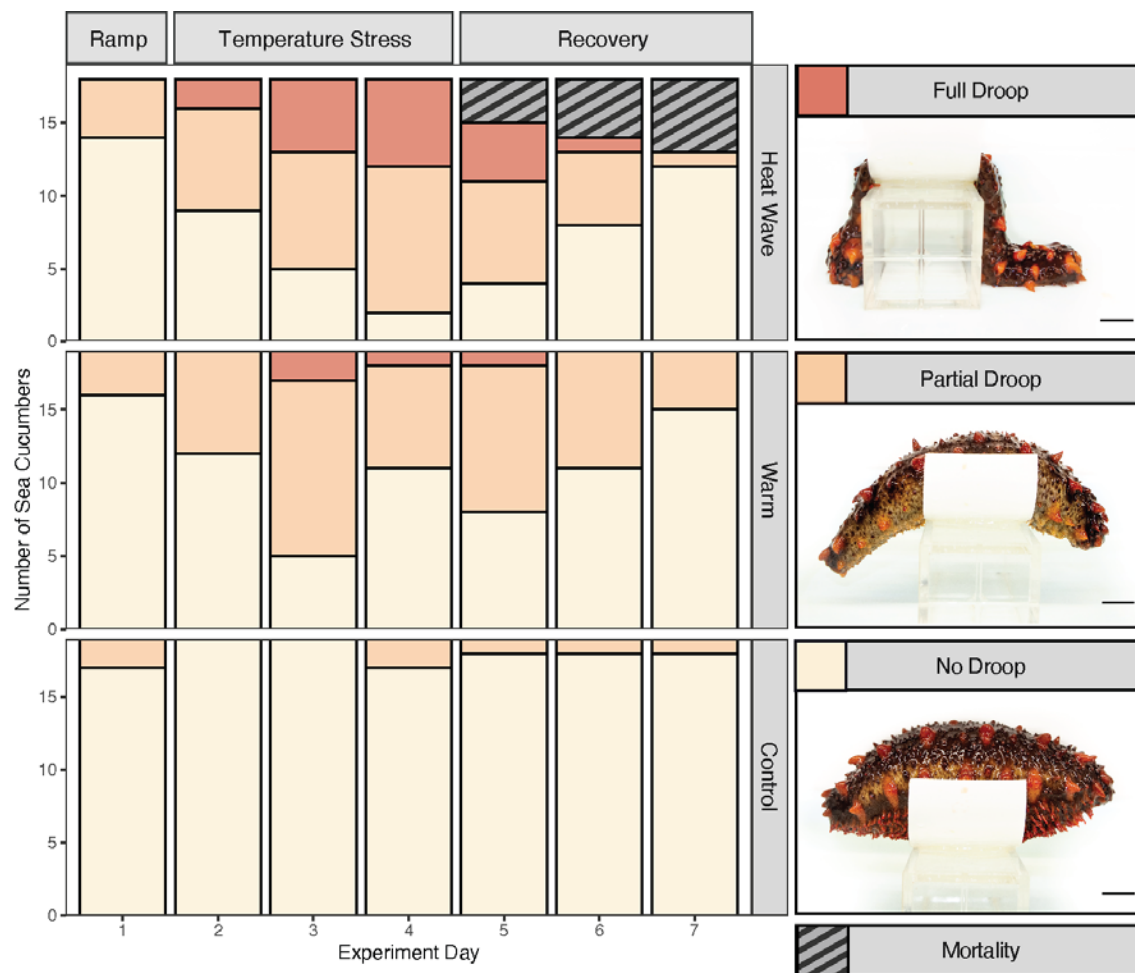 Ramp
Temperature Stress
Recovery
Number of Sea Cucumbers
15
10
5
0
Heat Wave
15
10
5
0
Warm
15
10
5
0
Control
1 2 3 4 5 6 7
Experiment Day
Full Droop
Partial Droop
No Droop
Mortality